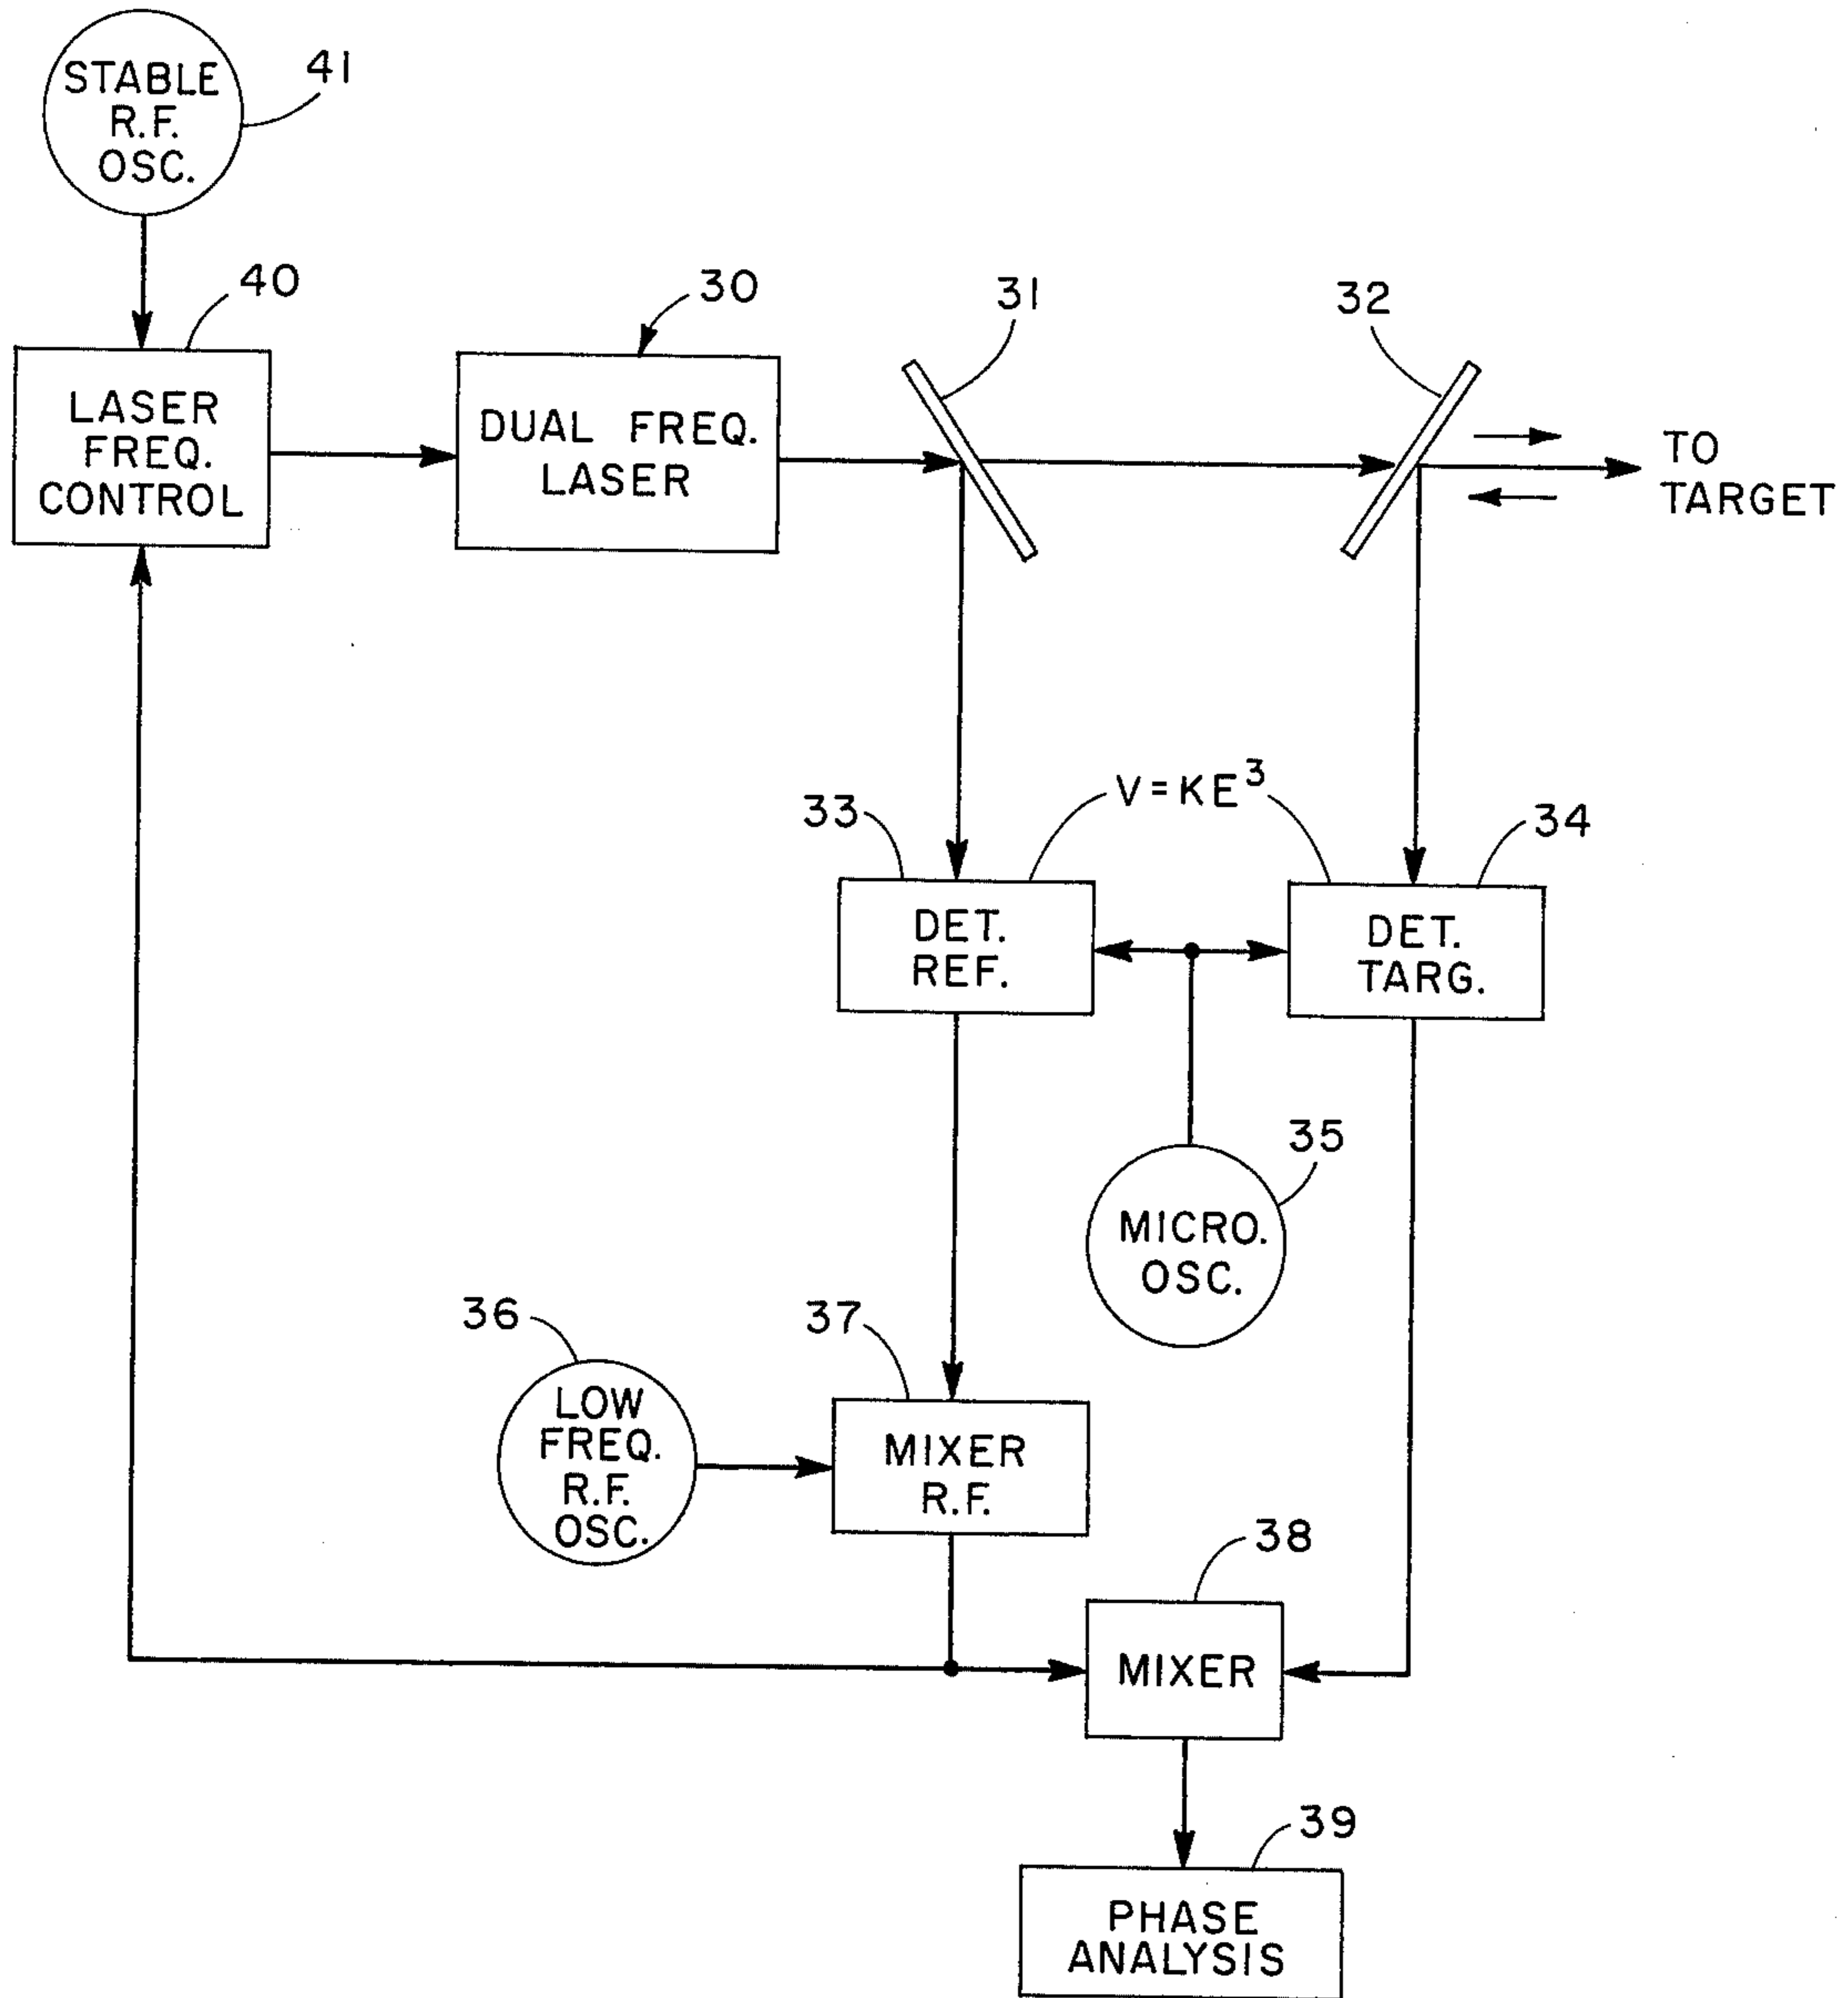 41
STABLE
R.F.
OSC.
40
30
31
32
LASER
FREQ.
CONTROL
DUAL FREQ.
LASER
TO
TARGET
V=KE³
33
34
DET.
REF.
DET.
TARG.
35
MICRO.
OSC.
36
37
LOW
FREQ.
R.F.
OSC.
MIXER
R.F.
38
MIXER
39
PHASE
ANALYSIS